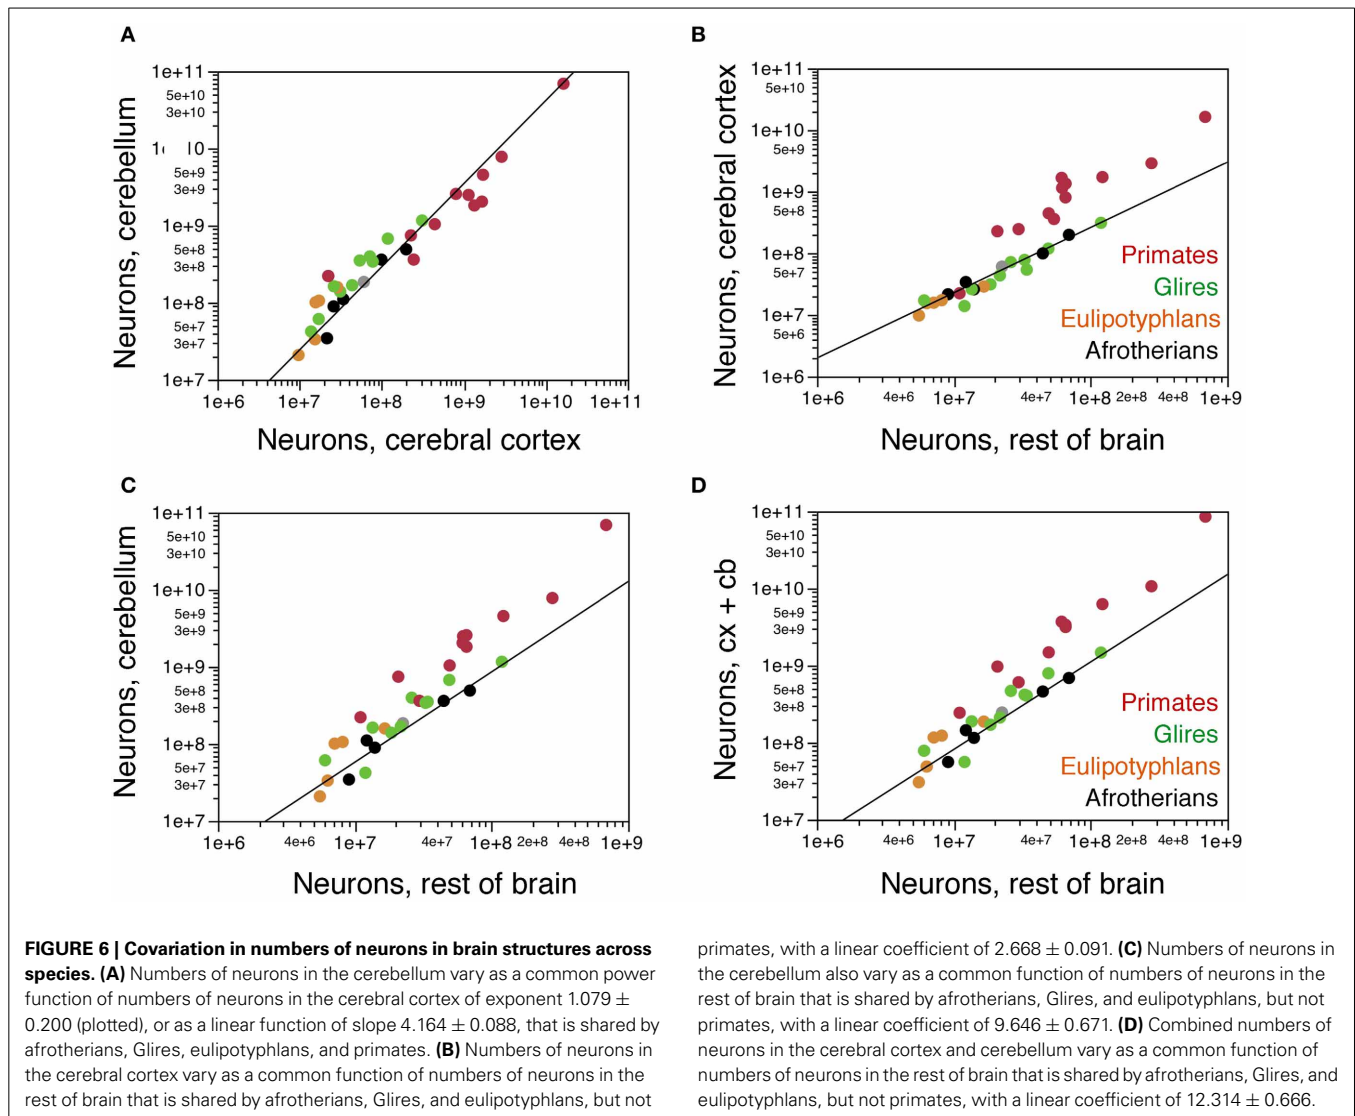 A
Neurons, cerebellum
1e+11
5e+10
3e+10
10
5e+9
3e+9
1e+9
5e+8
3e+8
1e+8
5e+7
3e+7
1e+7
1e+6 1e+7 1e+8 1e+9 1e+10 1e+11
Neurons, cerebral cortex
B
Neurons, cerebral cortex
1e+11
5e+10
1e+10
5e+9
1e+9
5e+8
1e+8
5e+7
1e+7
5e+6
1e+6
Primates
Glires
Eulipotyphlans
Afrotherians
1e+6 4e+6 1e+7 4e+7 1e+8 2e+8 4e+8 1e+9
Neurons, rest of brain
C
Neurons, cerebellum
1e+11
5e+10
3e+10
1e+10
5e+9
3e+9
1e+9
5e+8
3e+8
1e+8
5e+7
3e+7
1e+7
1e+6 4e+6 1e+7 4e+7 1e+8 2e+8 4e+8 1e+9
Neurons, rest of brain
D
Neurons, cx + cb
1e+11
5e+10
3e+10
1e+10
5e+9
3e+9
1e+9
5e+8
3e+8
1e+8
5e+7
3e+7
1e+7
Primates
Glires
Eulipotyphlans
Afrotherians
1e+6 4e+6 1e+7 4e+7 1e+8 2e+8 4e+8 1e+9
Neurons, rest of brain
FIGURE 6 | Covariation in numbers of neurons in brain structures across
species. (A) Numbers of neurons in the cerebellum vary as a common power
function of numbers of neurons in the cerebral cortex of exponent 1.079 ±
0.200 (plotted), or as a linear function of slope 4.164 ± 0.088, that is shared by
afrotherians, Glires, eulipotyphlans, and primates. (B) Numbers of neurons in
the cerebral cortex vary as a common function of numbers of neurons in the
rest of brain that is shared by afrotherians, Glires, and eulipotyphlans, but not
primates, with a linear coefficient of 2.668 ± 0.091. (C) Numbers of neurons in
the cerebellum also vary as a common function of numbers of neurons in the
rest of brain that is shared by afrotherians, Glires, and eulipotyphlans, but not
primates, with a linear coefficient of 9.646 ± 0.671. (D) Combined numbers of
neurons in the cerebral cortex and cerebellum vary as a common function of
numbers of neurons in the rest of brain that is shared by afrotherians, Glires, and
eulipotyphlans, but not primates, with a linear coefficient of 12.314 ± 0.666.